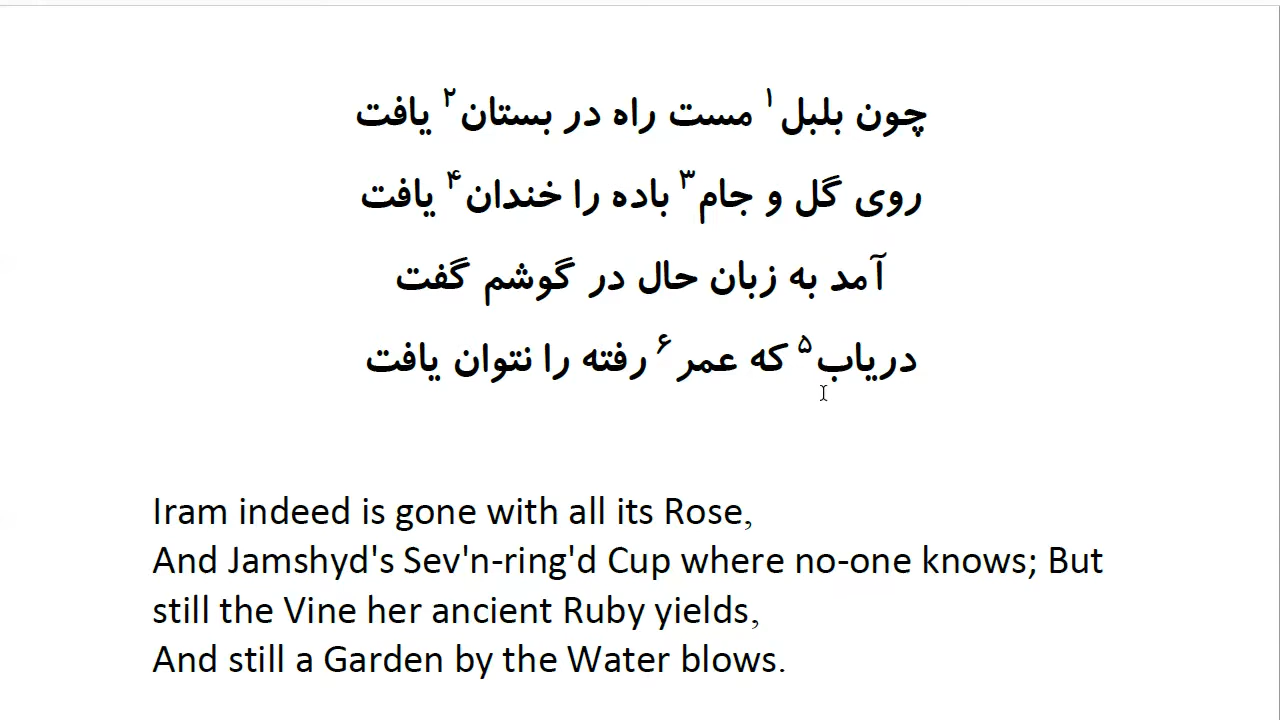 چون بلبل۱ مست راه در بستان۲ یافت
روی گل و جام۳ باده را خندان۴ یافت
آمد به زبان حال در گوشم گفت
دریاب۵ که عمر۶ رفته را نتوان یافت
Iram indeed is gone with all its Rose,
And Jamshyd's Sev'n-ring'd Cup where no-one knows; But
still the Vine her ancient Ruby yields,
And still a Garden by the Water blows.